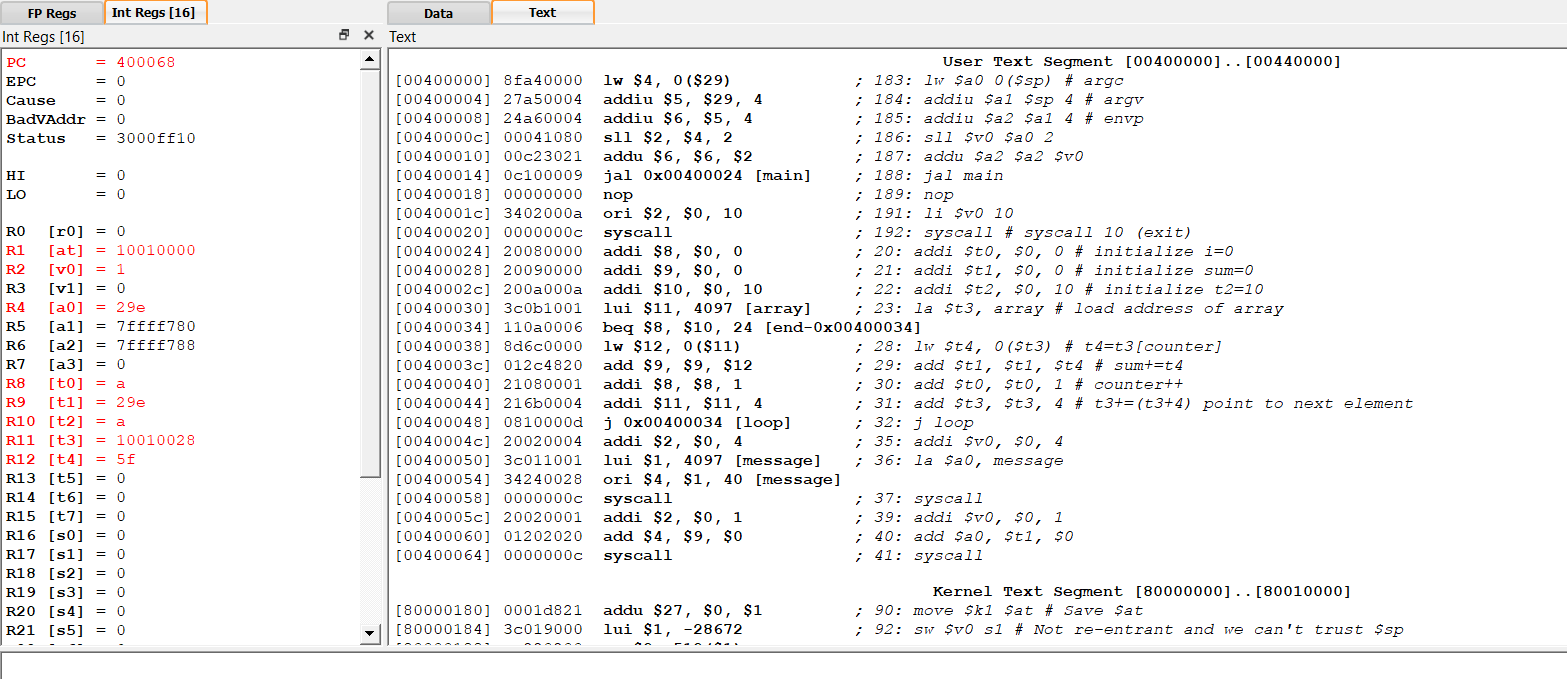 FP Regs Int Regs [16]
Int Regs [16]
PC = 400068
EPC = 0
Cause = 0
BadVAddr = 0
Status = 3000ff10
HI = 0
LO = 0
R0 [r0] = 0
R1 [at] = 10010000
R2 [v0] = 1
R3 [v1] = 0
R4 [a0] = 29e
R5 [a1] = 7ffff780
R6 [a2] = 7ffff788
R7 [a3] = 0
R8 [t0] = a
R9 [t1] = 29e
R10 [t2] = a
R11 [t3] = 10010028
R12 [t4] = 5f
R13 [t5] = 0
R14 [t6] = 0
R15 [t7] = 0
R16 [s0] = 0
R17 [s1] = 0
R18 [s2] = 0
R19 [s3] = 0
R20 [s4] = 0
R21 [s5] = 0
Data Text
Text
User Text Segment [00400000]..[00440000]
[00400000] 8fa40000 lw $4, 0($29) ; 183: lw $a0 0($sp) # argc
[00400004] 27a50004 addiu $5, $29, 4 ; 184: addiu $a1 $sp 4 # argv
[00400008] 24a60004 addiu $6, $5, 4 ; 185: addiu $a2 $a1 4 # envp
[0040000c] 00041080 sll $2, $4, 2 ; 186: sll $v0 $a0 2
[00400010] 00c23021 addu $6, $6, $2 ; 187: addu $a2 $a2 $v0
[00400014] 0c100009 jal 0x00400024 [main] ; 188: jal main
[00400018] 00000000 nop ; 189: nop
[0040001c] 3402000a ori $2, $0, 10 ; 191: li $v0 10
[00400020] 0000000c syscall ; 192: syscall # syscall 10 (exit)
[00400024] 20080000 addi $8, $0, 0 ; 20: addi $t0, $0, 0 # initialize i=0
[00400028] 20090000 addi $9, $0, 0 ; 21: addi $t1, $0, 0 # initialize sum=0
[0040002c] 200a000a addi $10, $0, 10 ; 22: addi $t2, $0, 10 # initialize t2=10
[00400030] 3c0b1001 lui $11, 4097 [array] ; 23: la $t3, array # load address of array
[00400034] 110a0006 beq $8, $10, 24 [end-0x00400034]
[00400038] 8d6c0000 lw $12, 0($11) ; 28: lw $t4, 0($t3) # t4=t3[counter]
[0040003c] 012c4820 add $9, $9, $12 ; 29: add $t1, $t1, $t4 # sum+=t4
[00400040] 21080001 addi $8, $8, 1 ; 30: add $t0, $t0, 1 # counter++
[00400044] 216b0004 addi $11, $11, 4 ; 31: add $t3, $t3, 4 # t3+=(t3+4) point to next element
[00400048] 0810000d j 0x00400034 [loop] ; 32: j loop
[0040004c] 20020004 addi $2, $0, 4 ; 35: addi $v0, $0, 4
[00400050] 3c011001 lui $1, 4097 [message] ; 36: la $a0, message
[00400054] 34240028 ori $4, $1, 40 [message]
[00400058] 0000000c syscall ; 37: syscall
[0040005c] 20020001 addi $2, $0, 1 ; 39: addi $v0, $0, 1
[00400060] 01202020 add $4, $9, $0 ; 40: add $a0, $t1, $0
[00400064] 0000000c syscall ; 41: syscall
Kernel Text Segment [80000000]..[80010000]
[80000180] 0001d821 addu $27, $0, $1 ; 90: move $k1 $at # Save $at
[80000184] 3c019000 lui $1, -28672 ; 92: sw $v0 s1 # Not re-entrant and we can't trust $sp